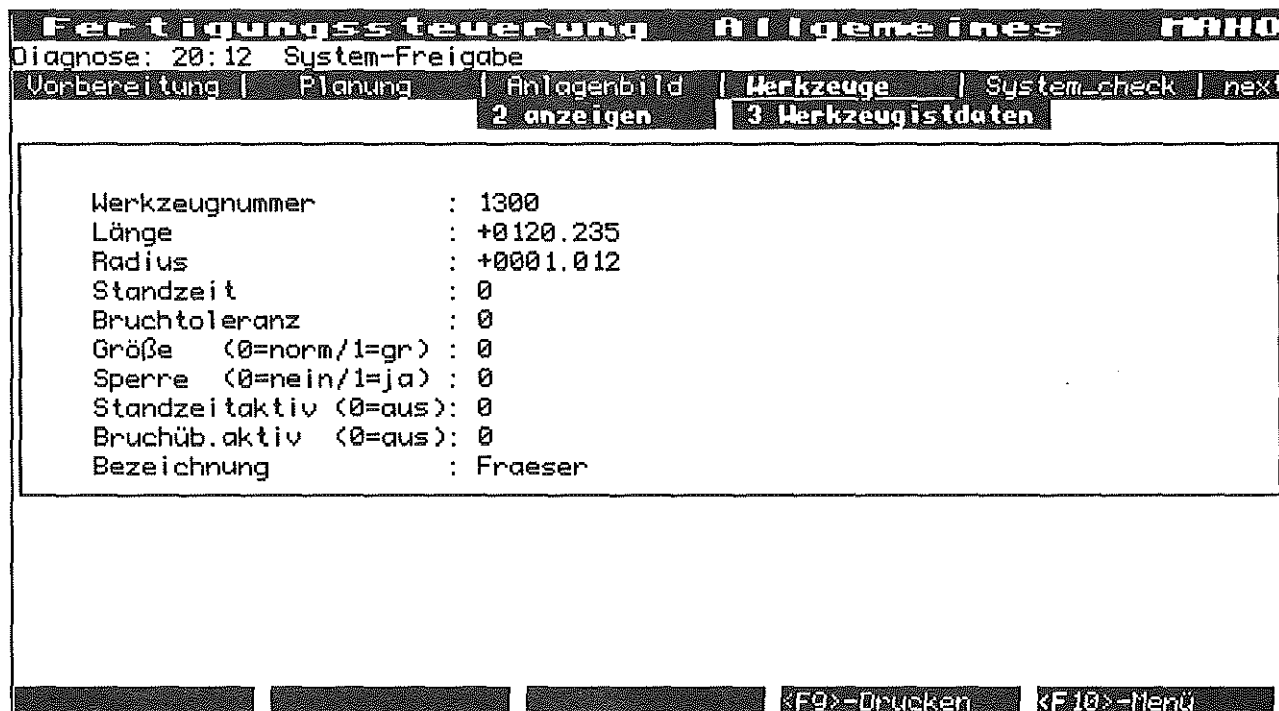 Fertigungssteuerung Allgemeines MAHO
Diagnose: 20:12 System-Freigabe
Vorbereitung | Planung | Anlagenbild | Werkzeuge | System_check | next
2 anzeigen 3 Werkzeugistdaten
Werkzeugnummer : 1300
Länge : +0120.235
Radius : +0001.012
Standzeit : 0
Bruchtoleranz : 0
Größe (0=norm/1=gr) : 0
Sperre (0=nein/1=ja) : 0
Standzeitaktiv (0=aus): 0
Bruchüb.aktiv (0=aus): 0
Bezeichnung : Fraeser
<F9>-Drucken <F10>-Menü